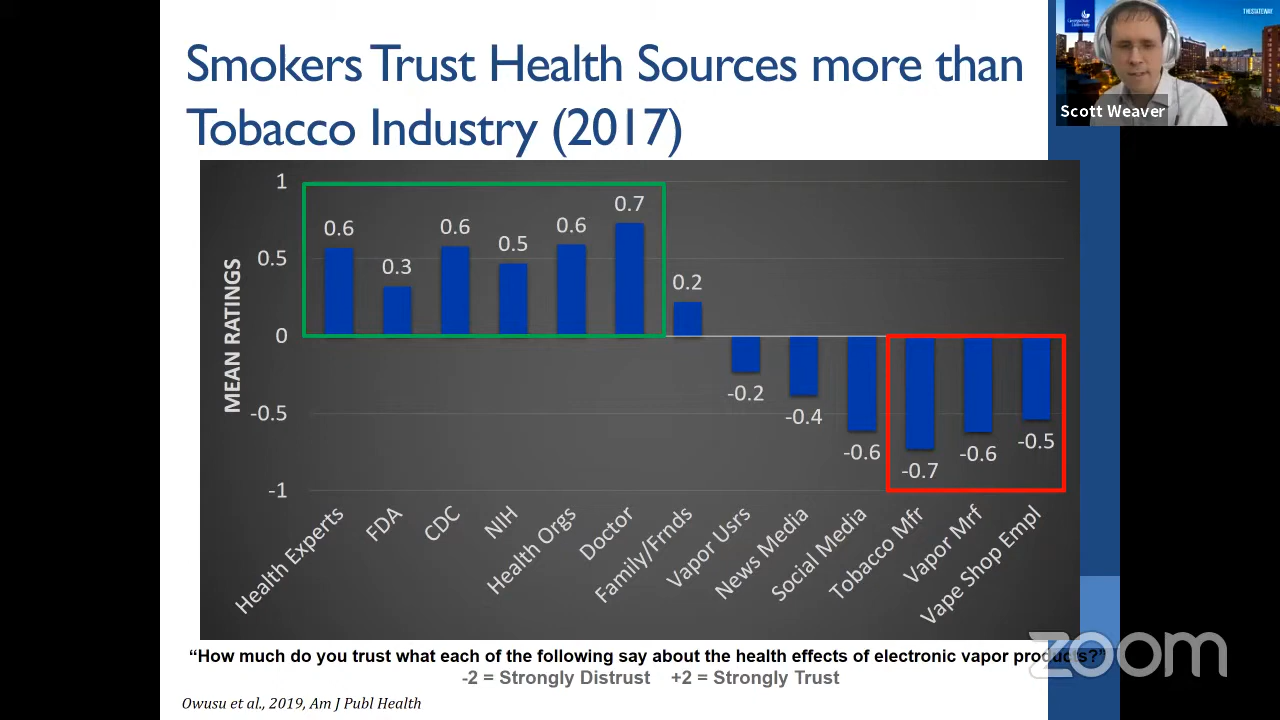 Smokers Trust Health Sources more than
Tobacco Industry (2017)
GeorgiaState
University
THE STATE WAY
Scott Weaver
MEAN RATINGS
1
0.5
0
-0.5
-1
0.6
0.3
0.6
0.5
0.6
0.7
0.2
-0.2
-0.4
-0.6
-0.7
-0.6
-0.5
Health Experts
FDA
CDC
NIH
Health Orgs
Doctor
Family/Frnds
Vapor Usrs
News Media
Social Media
Tobacco Mfr
Vapor Mrf
Vape Shop Empl
“How much do you trust what each of the following say about the health effects of electronic vapor products?”
-2 = Strongly Distrust +2 = Strongly Trust
zoom
Owusu et al., 2019, Am J Publ Health